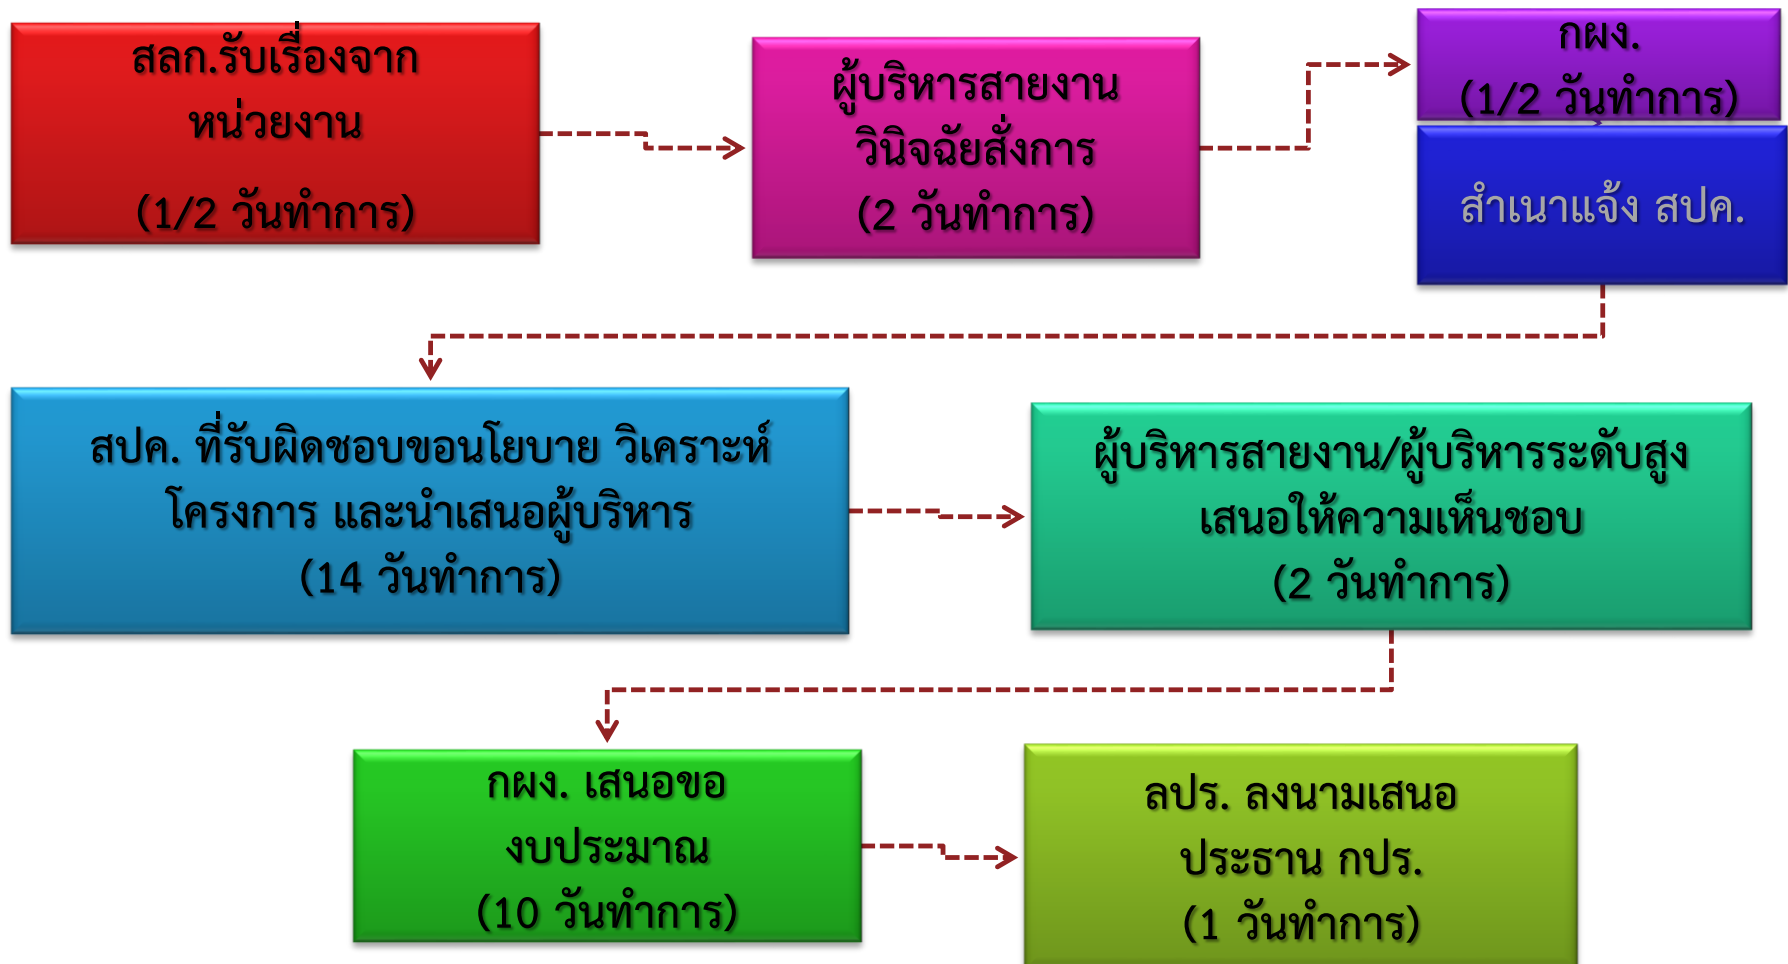 สลก.รับเรื่องจาก
หน่วยงาน
(1/2 วันทำการ)
ผู้บริหารสายงาน
วินิจฉัยสั่งการ
(2 วันทำการ)
กผง.
(1/2 วันทำการ)
สำเนาแจ้ง สปค.
สปค. ที่รับผิดชอบขอนโยบาย วิเคราะห์
โครงการ และนำเสนอผู้บริหาร
(14 วันทำการ)
ผู้บริหารสายงาน/ผู้บริหารระดับสูง
เสนอให้ความเห็นชอบ
(2 วันทำการ)
กผง. เสนอขอ
งบประมาณ
(10 วันทำการ)
ลปร. ลงนามเสนอ
ประธาน กปร.
(1 วันทำการ)